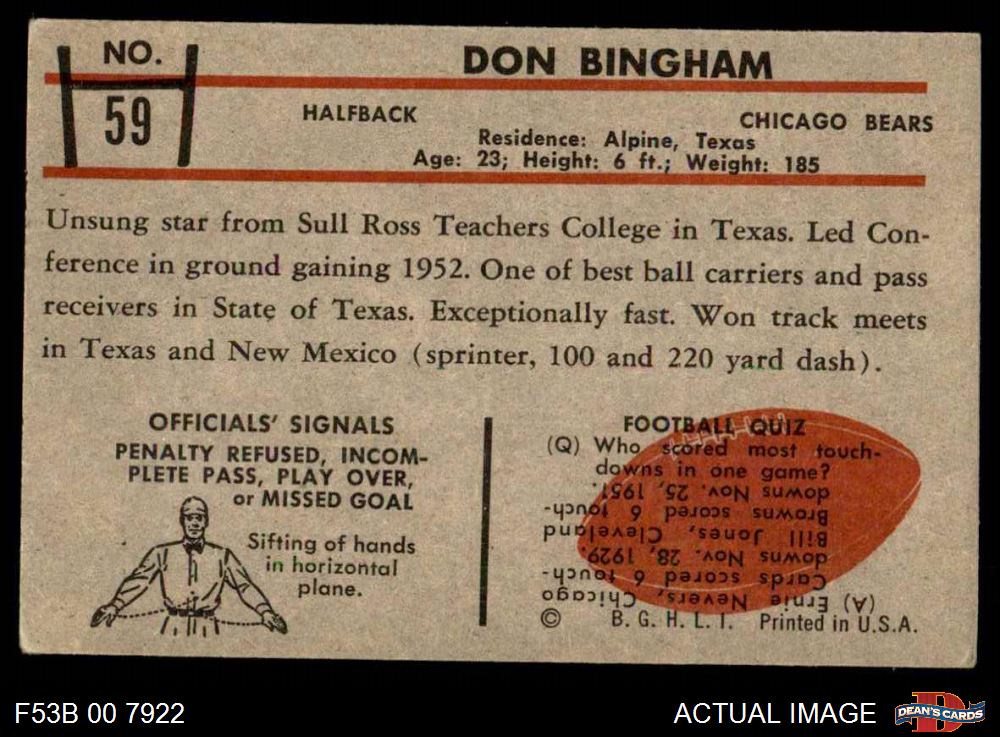 NO.
59
DON BINGHAM
HALFBACK
CHICAGO BEARS
Residence: Alpine, Texas
Age: 23; Height: 6 ft.; Weight: 185
Unsung star from Sull Ross Teachers College in Texas. Led Con-
ference in ground gaining 1952. One of best ball carriers and pass
receivers in State of Texas. Exceptionally fast. Won track meets
in Texas and New Mexico (sprinter, 100 and 220 yard dash).
OFFICIALS' SIGNALS
PENALTY REFUSED, INCOM-
PLETE PASS, PLAY OVER,
or MISSED GOAL
Sifting of hands
in horizontal
plane.
FOOTBALL QUIZ
(Q) Who scored most touch-
downs in one game?
(A) Ernie Nevers, Chicago
Cards scored 6 touch-
downs Nov. 28, 1929
Bill Jones, Cleveland
Browns scored 6 touch-
downs Nov. 25, 1951.
© B. G. H. L. I. Printed in U.S.A.
F53B 00 7922
ACTUAL IMAGE
DEAN'S CARDS